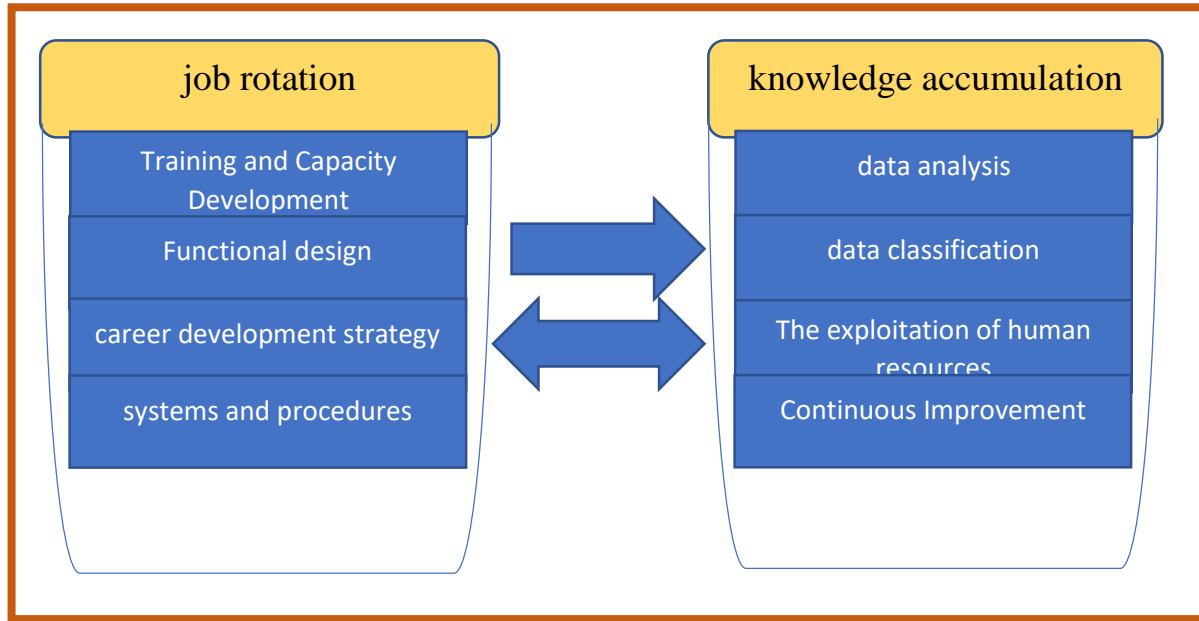 job rotation
Training and Capacity
Development
Functional design
career development strategy
systems and procedures
knowledge accumulation
data analysis
data classification
The exploitation of human
resources
Continuous Improvement